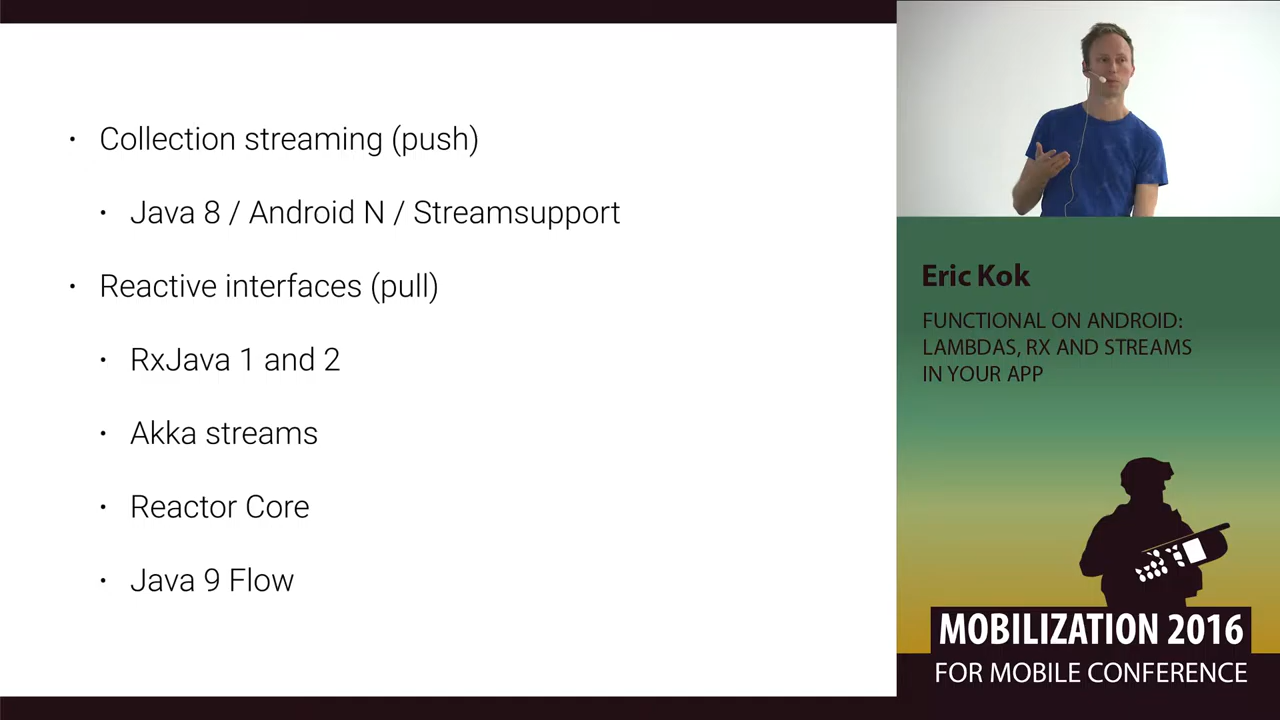 Collection streaming (push)
Java 8 / Android N / Streamsupport
Reactive interfaces (pull)
RxJava 1 and 2
Akka streams
Reactor Core
Java 9 Flow
Eric Kok
FUNCTIONAL ON ANDROID:
LAMBDAS, RX AND STREAMS
IN YOUR APP
MOBILIZATION 2016
FOR MOBILE CONFERENCE